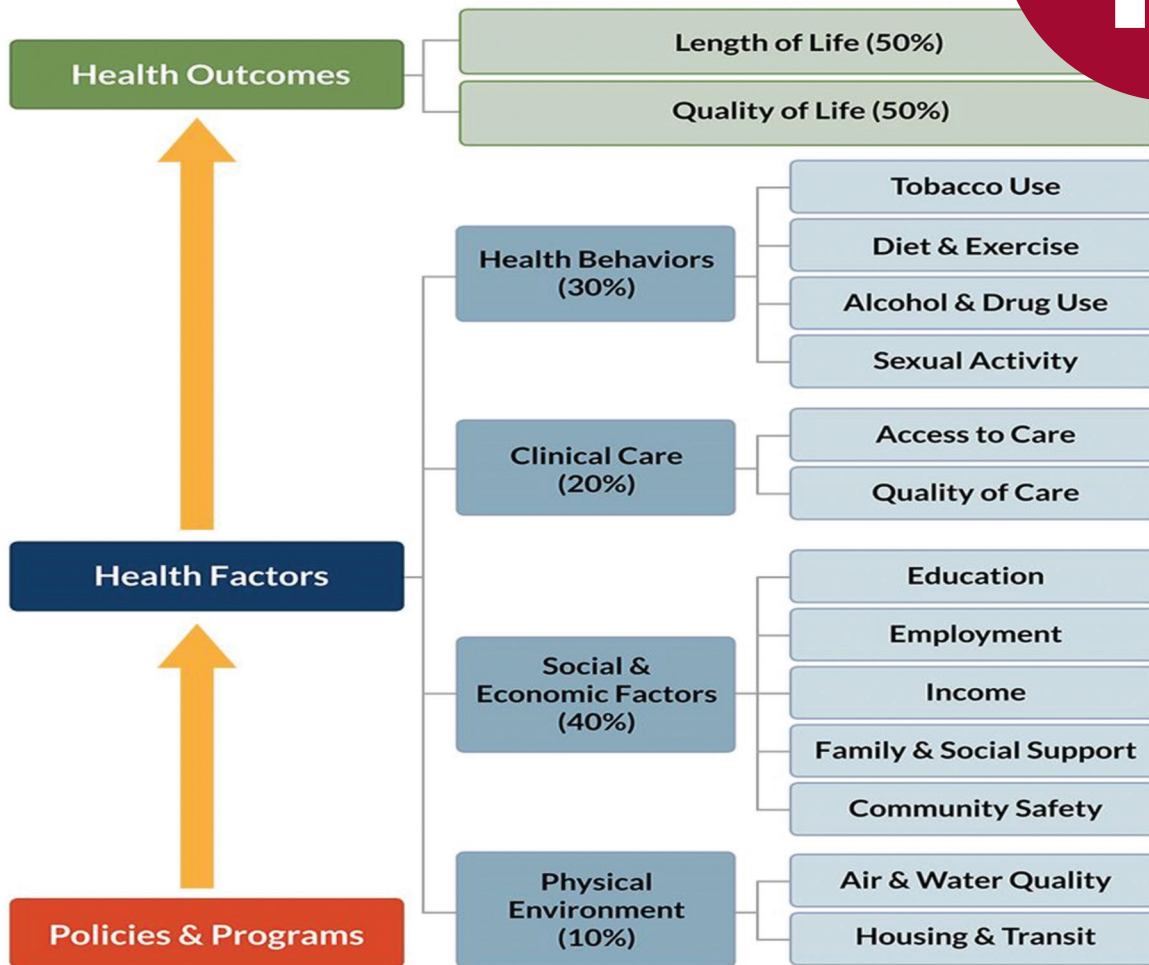 Health Outcomes
Length of Life (50%)
Quality of Life (50%)
Health Factors
Health Behaviors
(30%)
Tobacco Use
Diet & Exercise
Alcohol & Drug Use
Sexual Activity
Clinical Care
(20%)
Access to Care
Quality of Care
Social &
Economic Factors
(40%)
Education
Employment
Income
Family & Social Support
Community Safety
Physical
Environment
(10%)
Air & Water Quality
Housing & Transit
Policies & Programs